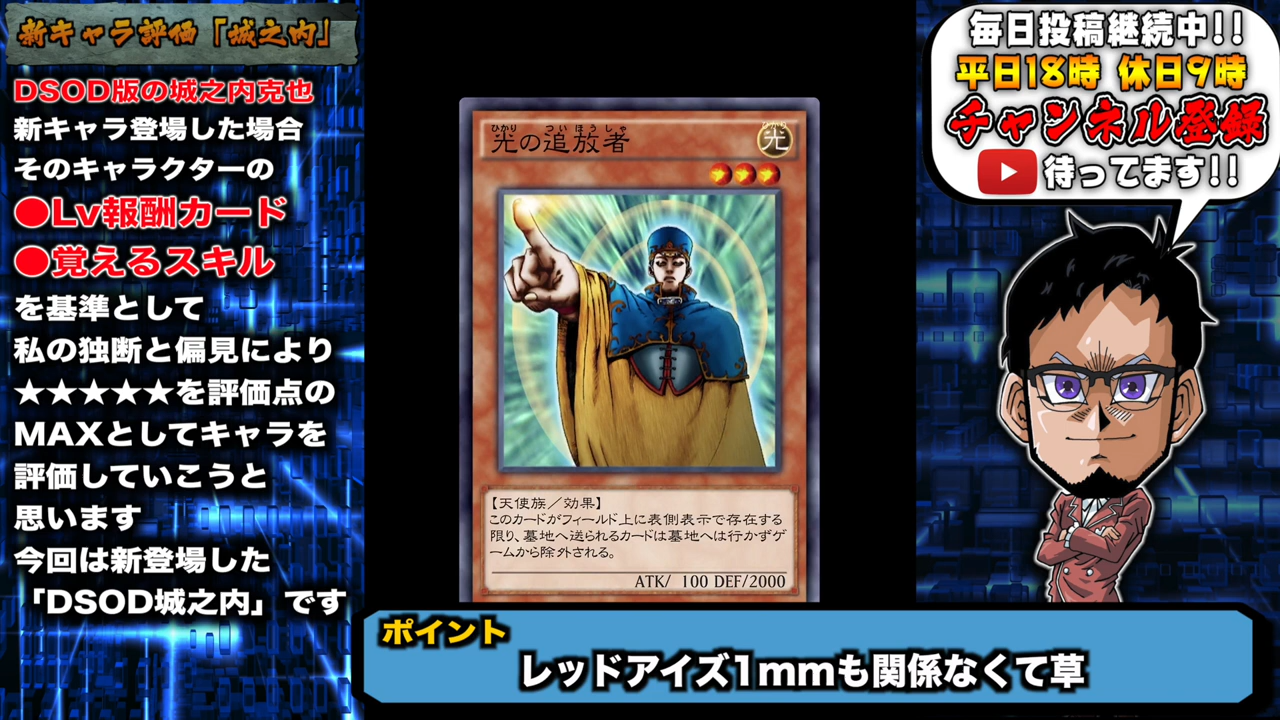 新キャラ評価「城之内」
DSOD版の城之内克也
新キャラ登場した場合
そのキャラクターの
●Lv報酬カード
●覚えるスキル
を基準として
私の独断と偏見により
★★★★★を評価点の
MAXとしてキャラを
評価していこうと
思います
今回は新登場した
「DSOD城之内」です
ひかり ついほうしゃ
光の追放者
光
【天使族／効果】
このカードがフィールド上に表側表示で存在する
限り、墓地へ送られるカードは墓地へは行かずゲ
ームから除外される。
ATK/ 100 DEF/2000
毎日投稿継続中!!
平日18時 休日9時
チャンネル登録
待ってます!!
ポイント
レッドアイズ1mmも関係なくて草